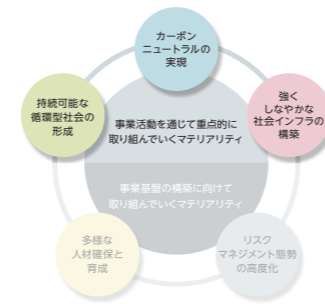 カーボン
ニュートラルの
実現
持続可能な
循環型社会の
形成
強く
しなやかな
社会インフラの
構築
事業活動を通じて重点的に
取り組んでいくマテリアリティ
事業基盤の構築に向けて
取り組んでいくマテリアリティ
多様な
人材確保と
育成
リスク
マネジメント態勢
の高度化